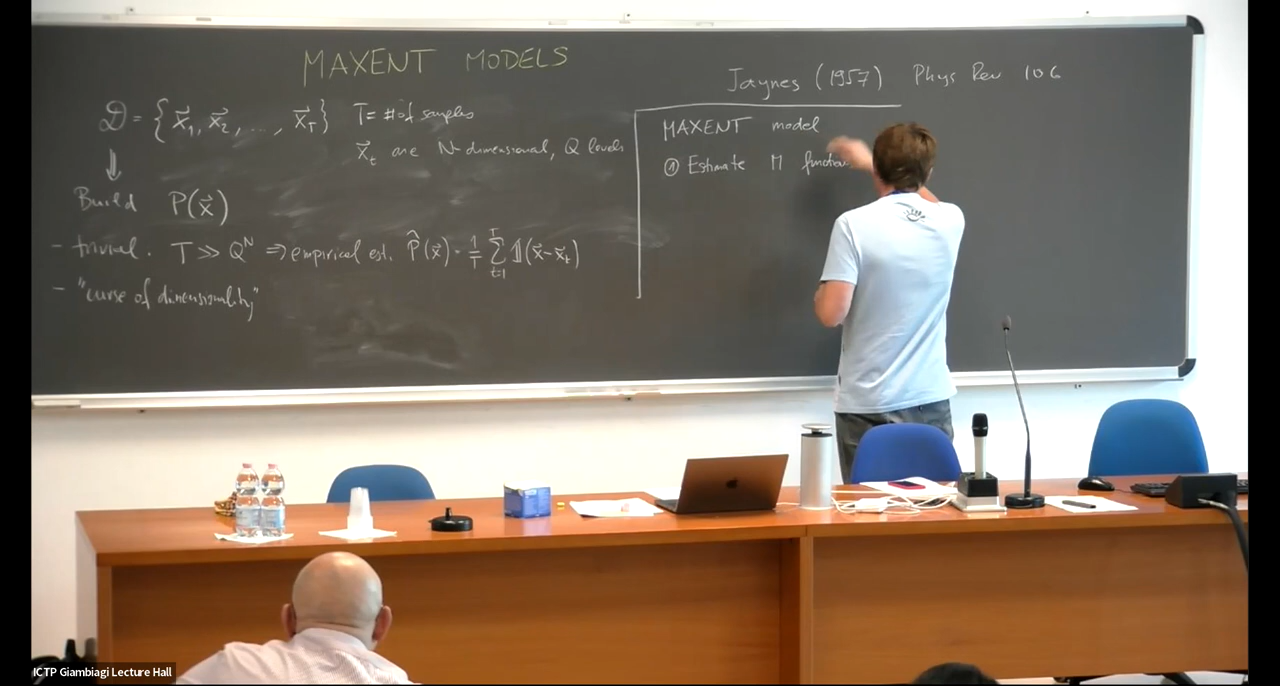 MAXENT MODELS
𝒟 = {x⃗₁, x⃗₂, ..., x⃗_T} T = # of samples
x⃗_t are N-dimensional, Q levels
⇓
Build P(x⃗)
- trivial. T ≫ Q^N ⇒ empirical est. P̂(x⃗) = 1/T ∑_{t=1}^{T} 𝟙(x⃗-x⃗_t)
- "curse of dimensionality"
Jaynes (1957) Phys Rev 106
MAXENT model
① Estimate M function
ICTP Giambiagi Lecture Hall